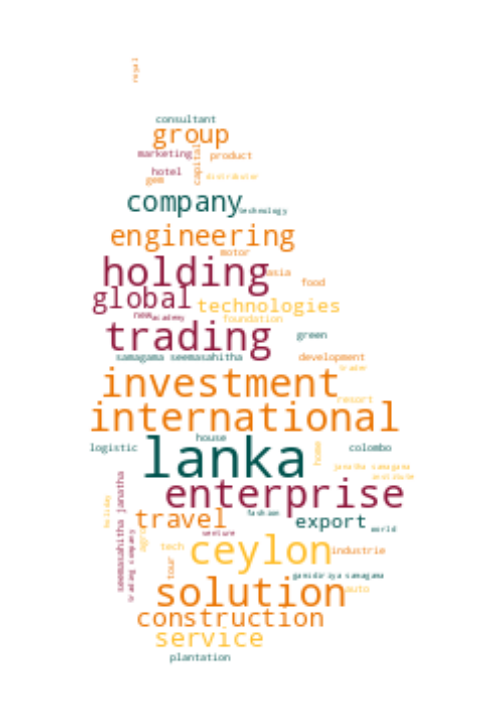 royal
consultant
group
marketing
capital
product
hotel
gem
distributor
company
technology
engineering
motor
holding
asia
food
global
technologies
new
academy
foundation
trading
green
samagama seemasahitha
development
trader
investment
resort
international
house
logistic
lanka
home
colombo
janatha samagama
institute
seemasahitha janatha
enterprise
holiday
travel
fashion
export
world
trading company
venture
agro
tech
ceylon
industrie
tour
ganidiriya samagama
solution
auto
construction
service
plantation